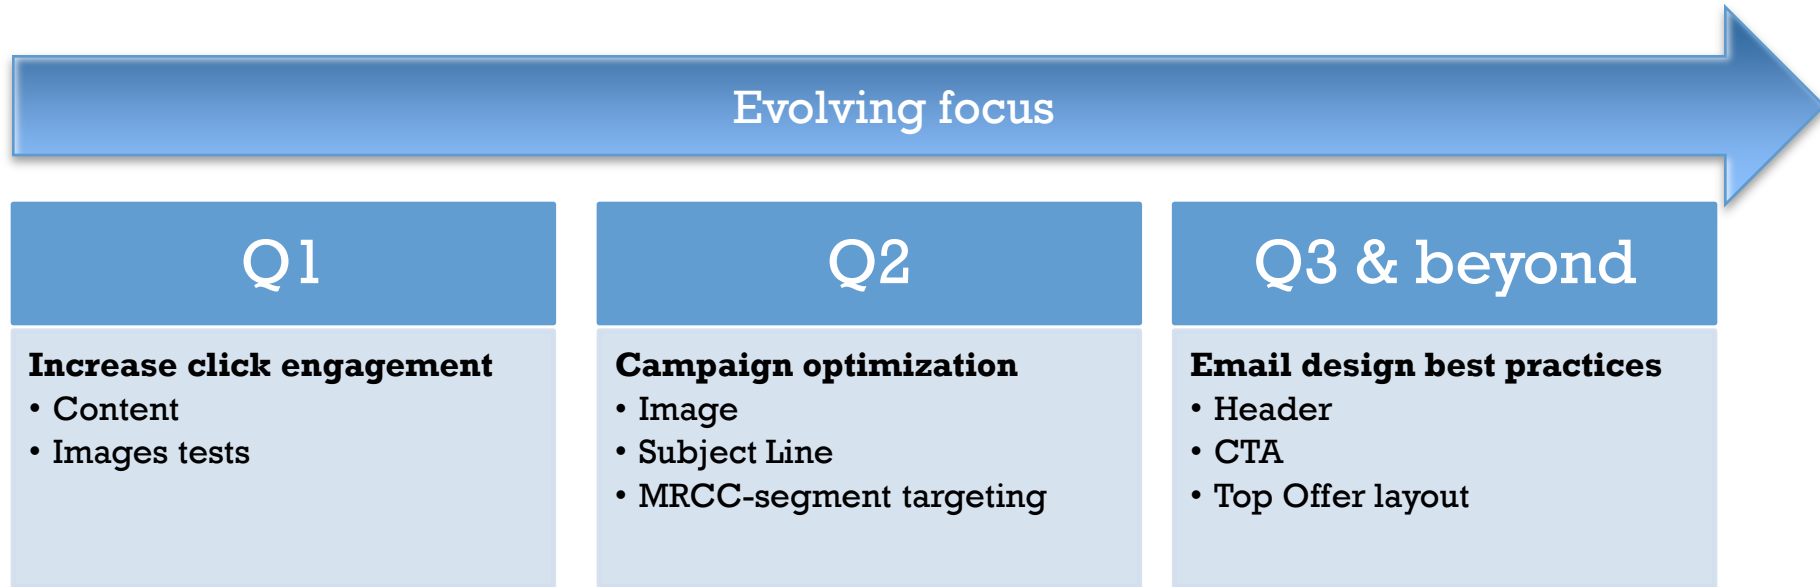 Evolving focus
Q1
Increase click engagement
• Content
• Images tests
Q2
Campaign optimization
• Image
• Subject Line
• MRCC-segment targeting
Q3 & beyond
Email design best practices
• Header
• CTA
• Top Offer layout